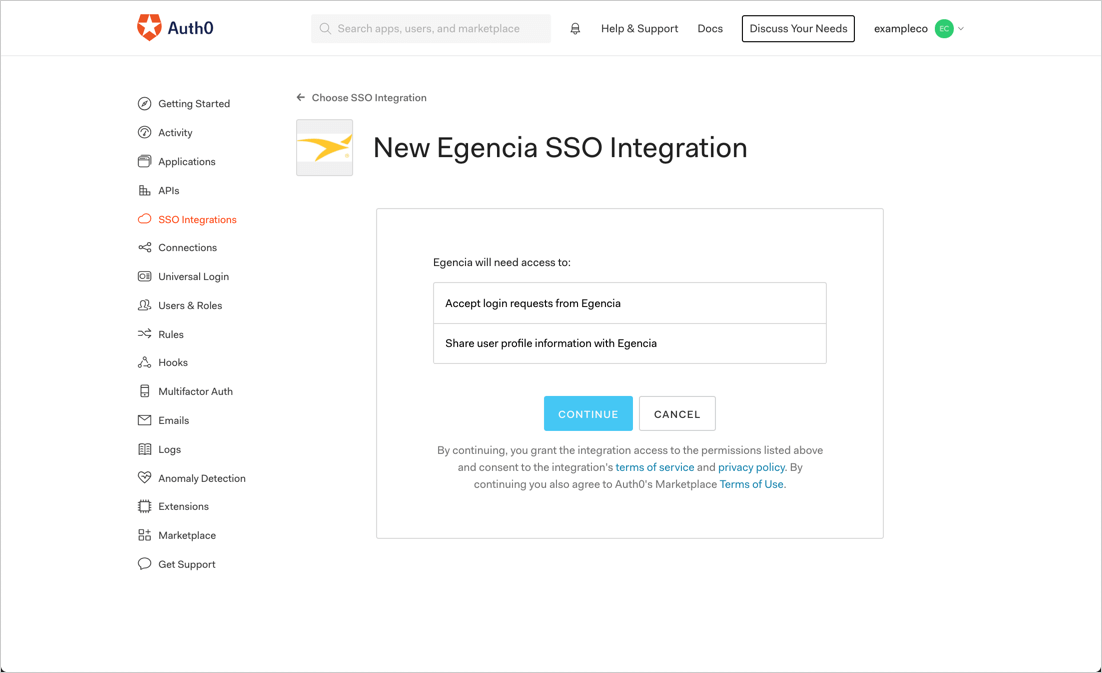 Auth0
Search apps, users, and marketplace
Help & Support
Docs
Discuss Your Needs
exampleco
EC
Getting Started
Activity
Applications
APIs
SSO Integrations
Connections
Universal Login
Users & Roles
Rules
Hooks
Multifactor Auth
Emails
Logs
Anomaly Detection
Extensions
Marketplace
Get Support
Choose SSO Integration
New Egencia SSO Integration
Egencia will need access to:
Accept login requests from Egencia
Share user profile information with Egencia
CONTINUE
CANCEL
By continuing, you grant the integration access to the permissions listed above
and consent to the integration's terms of service and privacy policy. By
continuing you also agree to Auth0's Marketplace Terms of Use.